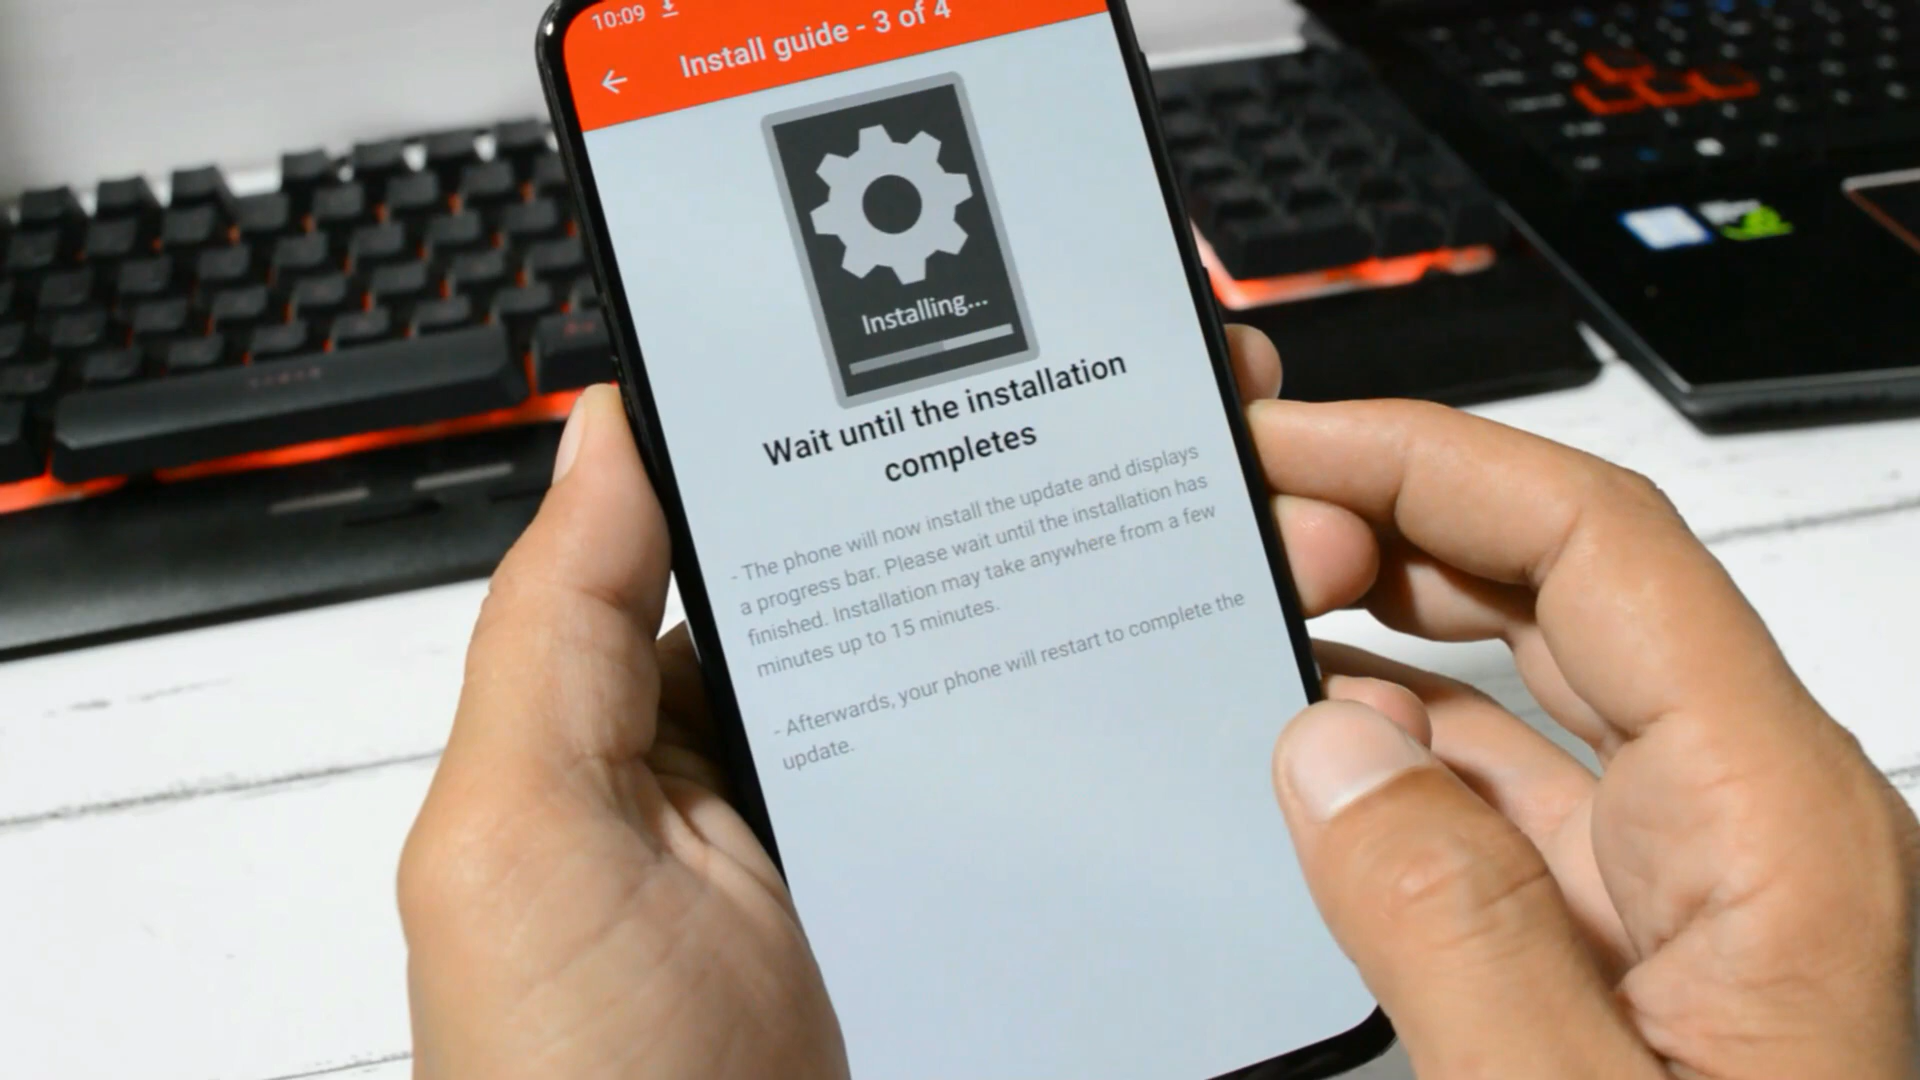 10:09
Install guide - 3 of 4
Installing...
Wait until the installation
completes
- The phone will now install the update and displays
a progress bar. Please wait until the installation has
finished. Installation may take anywhere from a few
minutes up to 15 minutes.
- Afterwards, your phone will restart to complete the
update.